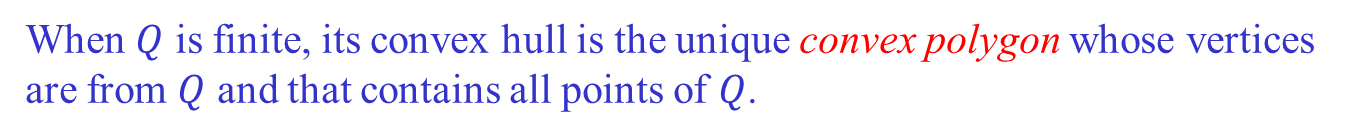 When Q is finite, its convex hull is the unique convex polygon whose vertices
are from Q and that contains all points of Q.